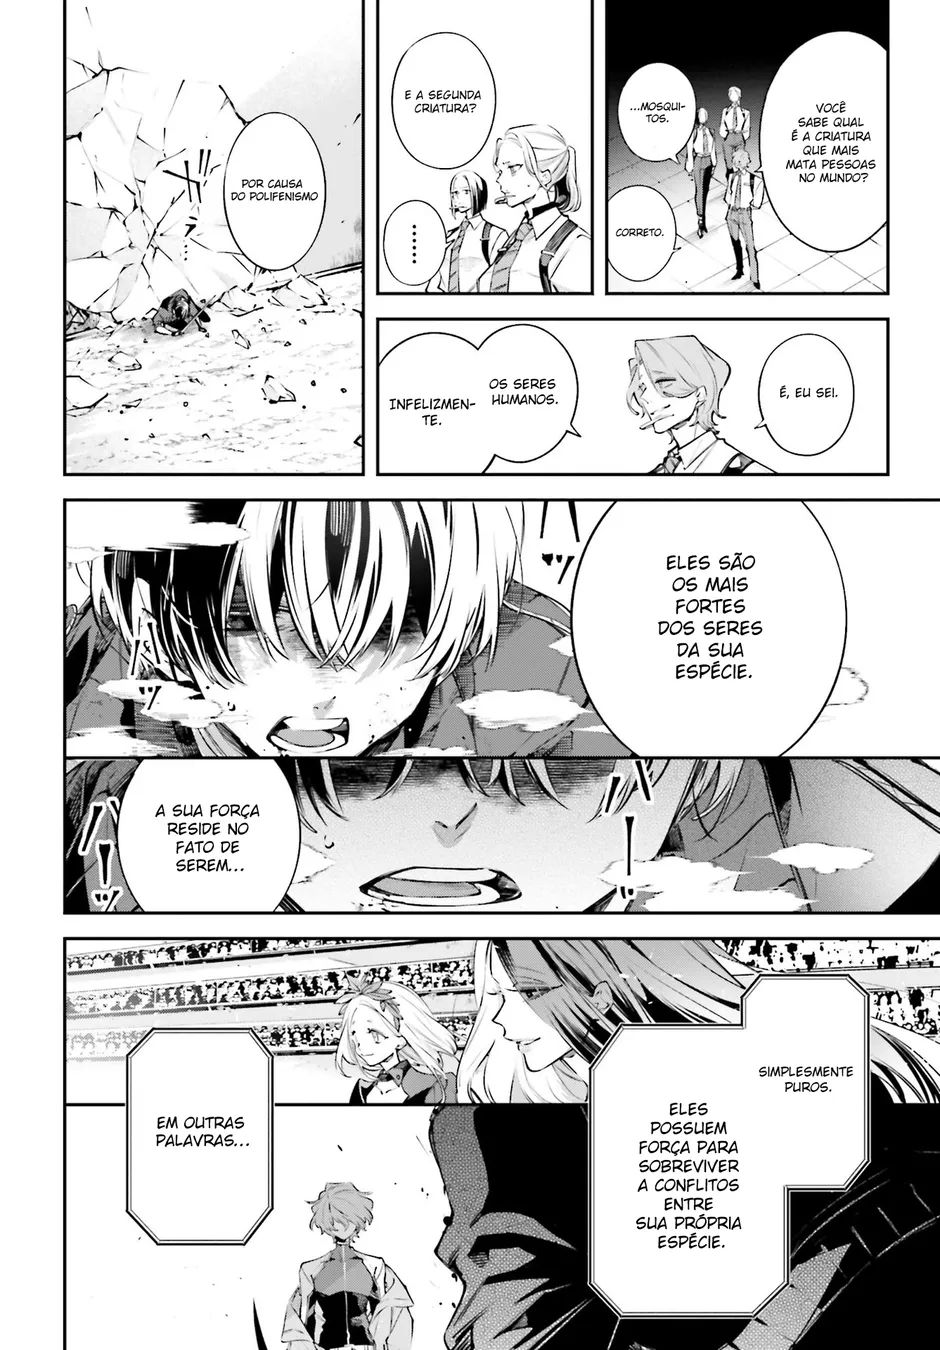 VOCÊ
SABE QUAL
É A CRIATURA
QUE MAIS
MATA PESSOAS
NO MUNDO?
...MOSQUI-
TOS.
CORRETO.
E A SEGUNDA
CRIATURA?
......
POR CAUSA
DO POLIFENISMO
É, EU SEI.
OS SERES
HUMANOS.
INFELIZMEN-
TE.
ELES SÃO
OS MAIS
FORTES
DOS SERES
DA SUA
ESPÉCIE.
A SUA FORÇA
RESIDE NO
FATO DE
SEREM...
SIMPLESMENTE
PUROS.
ELES
POSSUEM
FORÇA PARA
SOBREVIVER
A CONFLITOS
ENTRE
SUA PRÓPRIA
ESPÉCIE.
EM OUTRAS
PALAVRAS...